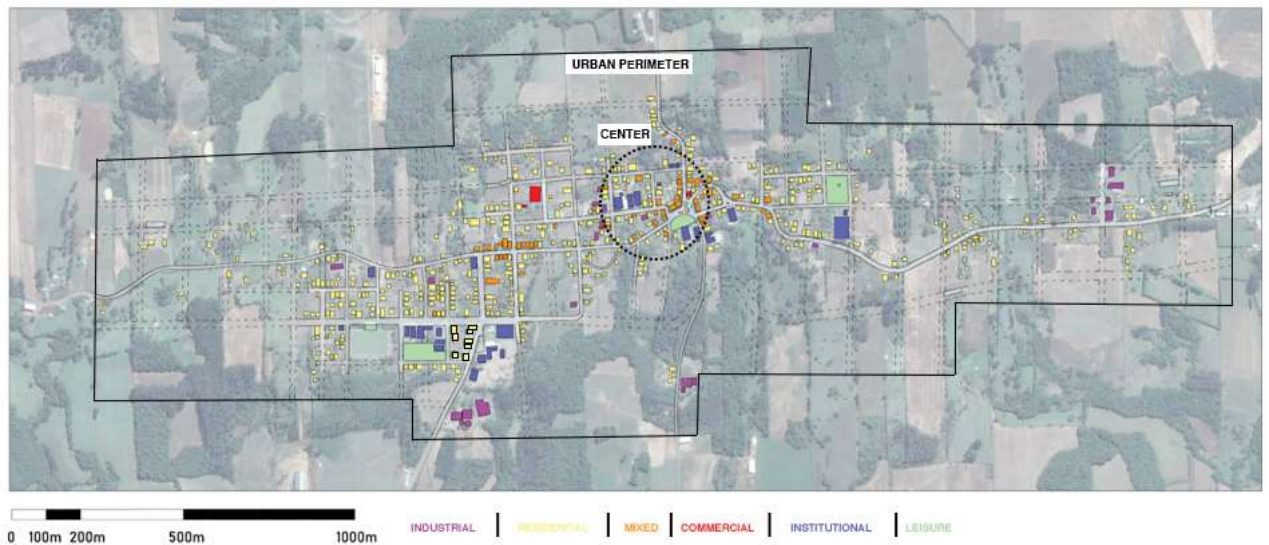 URBAN PERIMETER
CENTER
INDUSTRIAL RESIDENTIAL MIXED COMMERCIAL INSTITUTIONAL LEISURE
0 100m 200m 500m 1000m